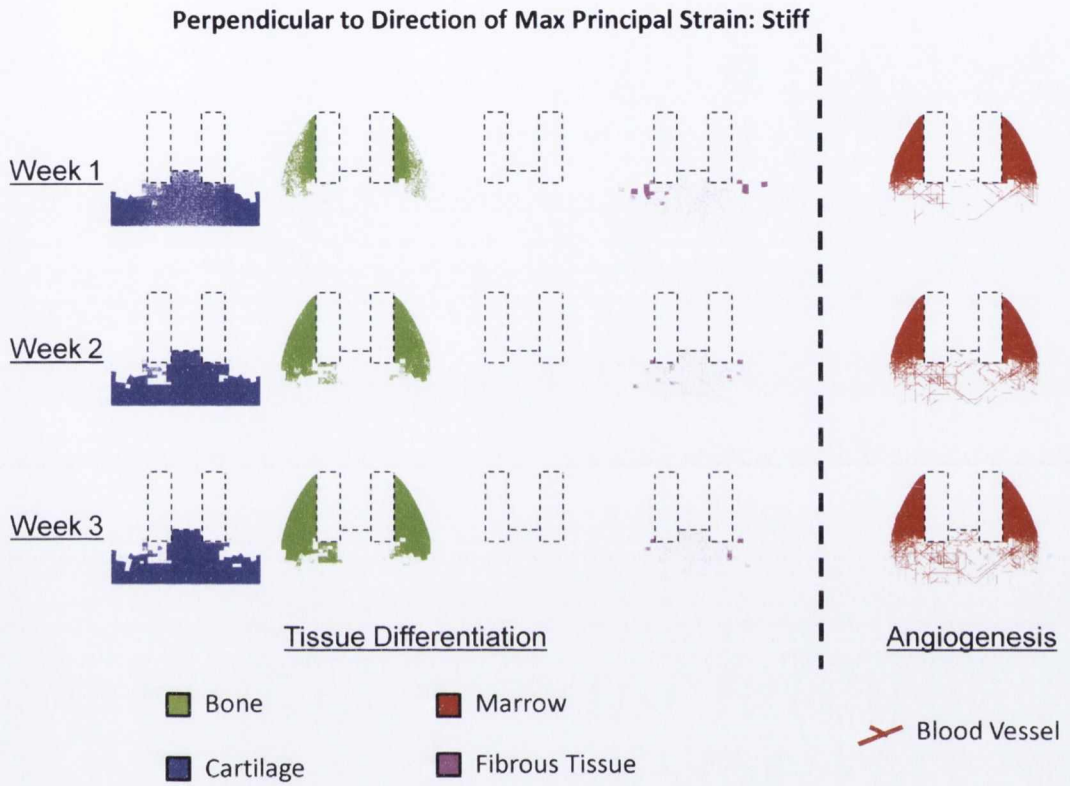 Perpendicular to Direction of Max Principal Strain: Stiff
Week 1
Week 2
Week 3
Tissue Differentiation
Angiogenesis
Bone
Marrow
Blood Vessel
Cartilage
Fibrous Tissue